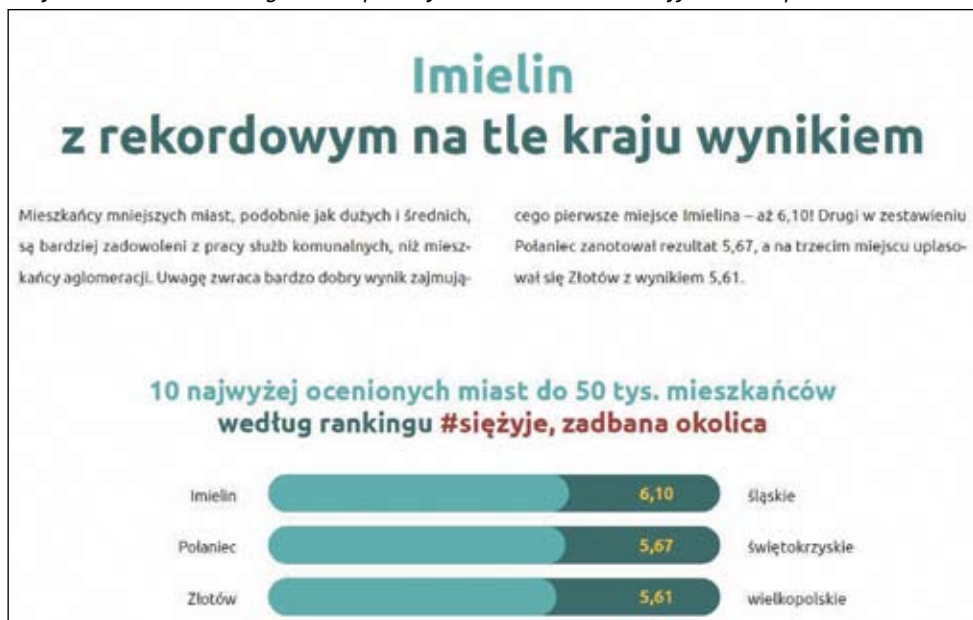 Imielin
z rekordowym na tle kraju wynikiem
Mieszkańcy mniejszych miast, podobnie jak dużych i średnich,
są bardziej zadowoleni z pracy służb komunalnych, niż miesz-
kańcy aglomeracji. Uwagę zwraca bardzo dobry wynik zajmują-
cego pierwsze miejsce Imielina – aż 6,10! Drugi w zestawieniu
Połaniec zanotował rezultat 5,67, a na trzecim miejscu uplaso-
wał się Złotów z wynikiem 5,61.
10 najwyżej ocenionych miast do 50 tys. mieszkańców
według rankingu #siężyje, zadbana okolica
Imielin 6,10 śląskie
Połaniec 5,67 świętokrzyskie
Złotów 5,61 wielkopolskie